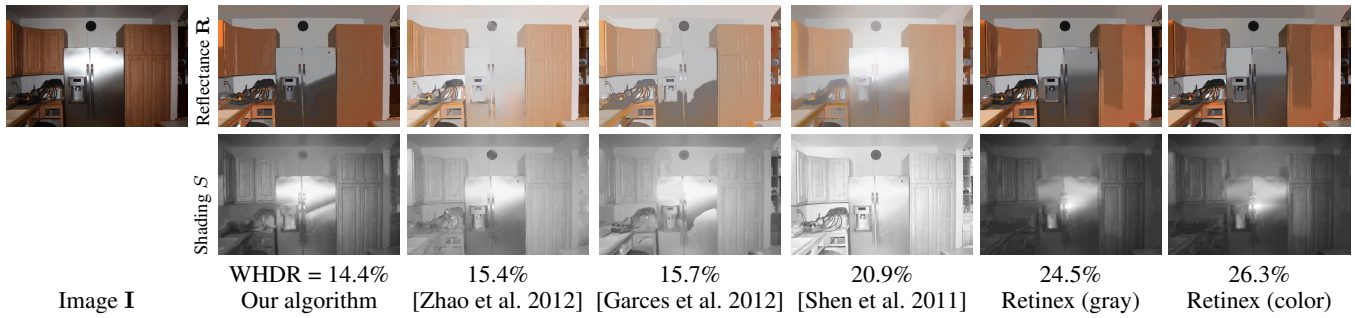 Reflectance R
Shading S
WHDR = 14.4% 15.4% 15.7% 20.9% 24.5% 26.3%
Image I Our algorithm [Zhao et al. 2012] [Garces et al. 2012] [Shen et al. 2011] Retinex (gray) Retinex (color)